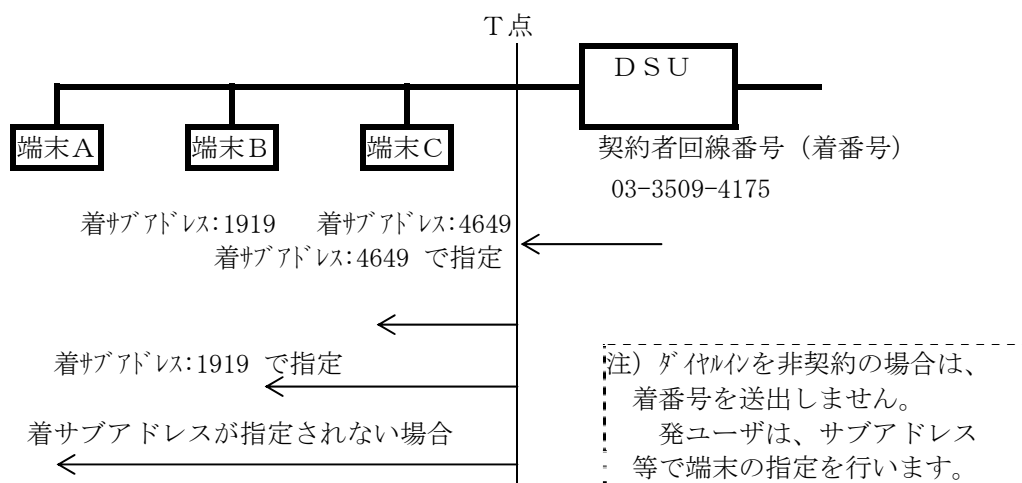 T点
DSU
端末A 端末B 端末C
契約者回線番号（着番号）
03-3509-4175
着ｻﾌﾞｱﾄﾞﾚｽ:1919 着ｻﾌﾞｱﾄﾞﾚｽ:4649
着ｻﾌﾞｱﾄﾞﾚｽ:4649 で指定
着ｻﾌﾞｱﾄﾞﾚｽ:1919 で指定
着サブアドレスが指定されない場合
注）ﾀﾞｲﾔﾙｲﾝを非契約の場合は、
着番号を送出しません。
発ユーザは、サブアドレス
等で端末の指定を行います。